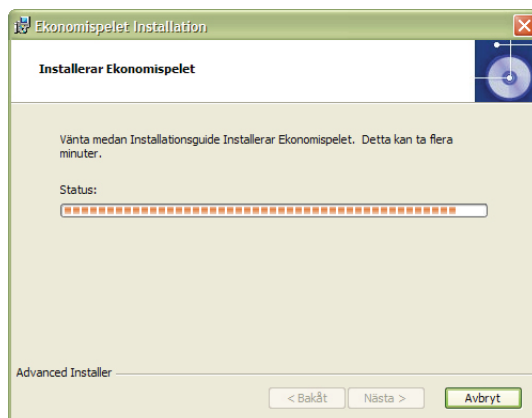 Ekonomispelet Installation
Installerar Ekonomispelet
Vänta medan Installationsguide Installerar Ekonomispelet. Detta kan ta flera
minuter.
Status:
Advanced Installer
< Bakåt
Nästa >
Avbryt